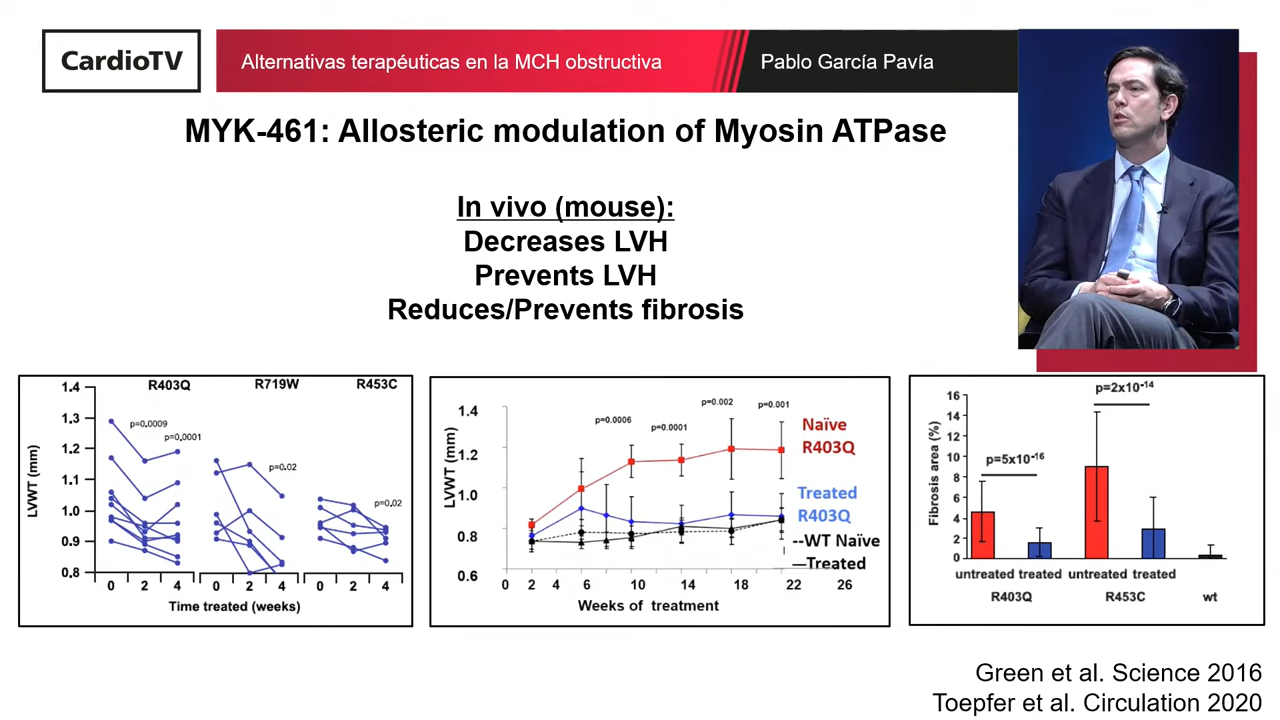 CardioTV
Alternativas terapéuticas en la MCH obstructiva
Pablo García Pavía
MYK-461: Allosteric modulation of Myosin ATPase
In vivo (mouse):
Decreases LVH
Prevents LVH
Reduces/Prevents fibrosis
R403Q R719W R453C
LVWT (mm)
1.4
1,3
1.2
1.1
1.0
0.9
0.8
p=0.0009
p=0.0001
p=0.02
p=0.02
0 2 4 0 2 4 0 2 4
Time treated (weeks)
LVWT (mm)
1.4
1.2
1.0
0.8
0.6
p=0.0006
p=0.0001
p=0.002
p=0.001
Naïve
R403Q
Treated
R403Q
--WT Naïve
—Treated
0 2 4 6 10 14 18 22 26
Weeks of treatment
Fibrosis area (%)
16
14
12
10
8
6
4
2
0
p=5x10-16
p=2x10-14
untreated treated untreated treated
R403Q R453C wt
Green et al. Science 2016
Toepfer et al. Circulation 2020